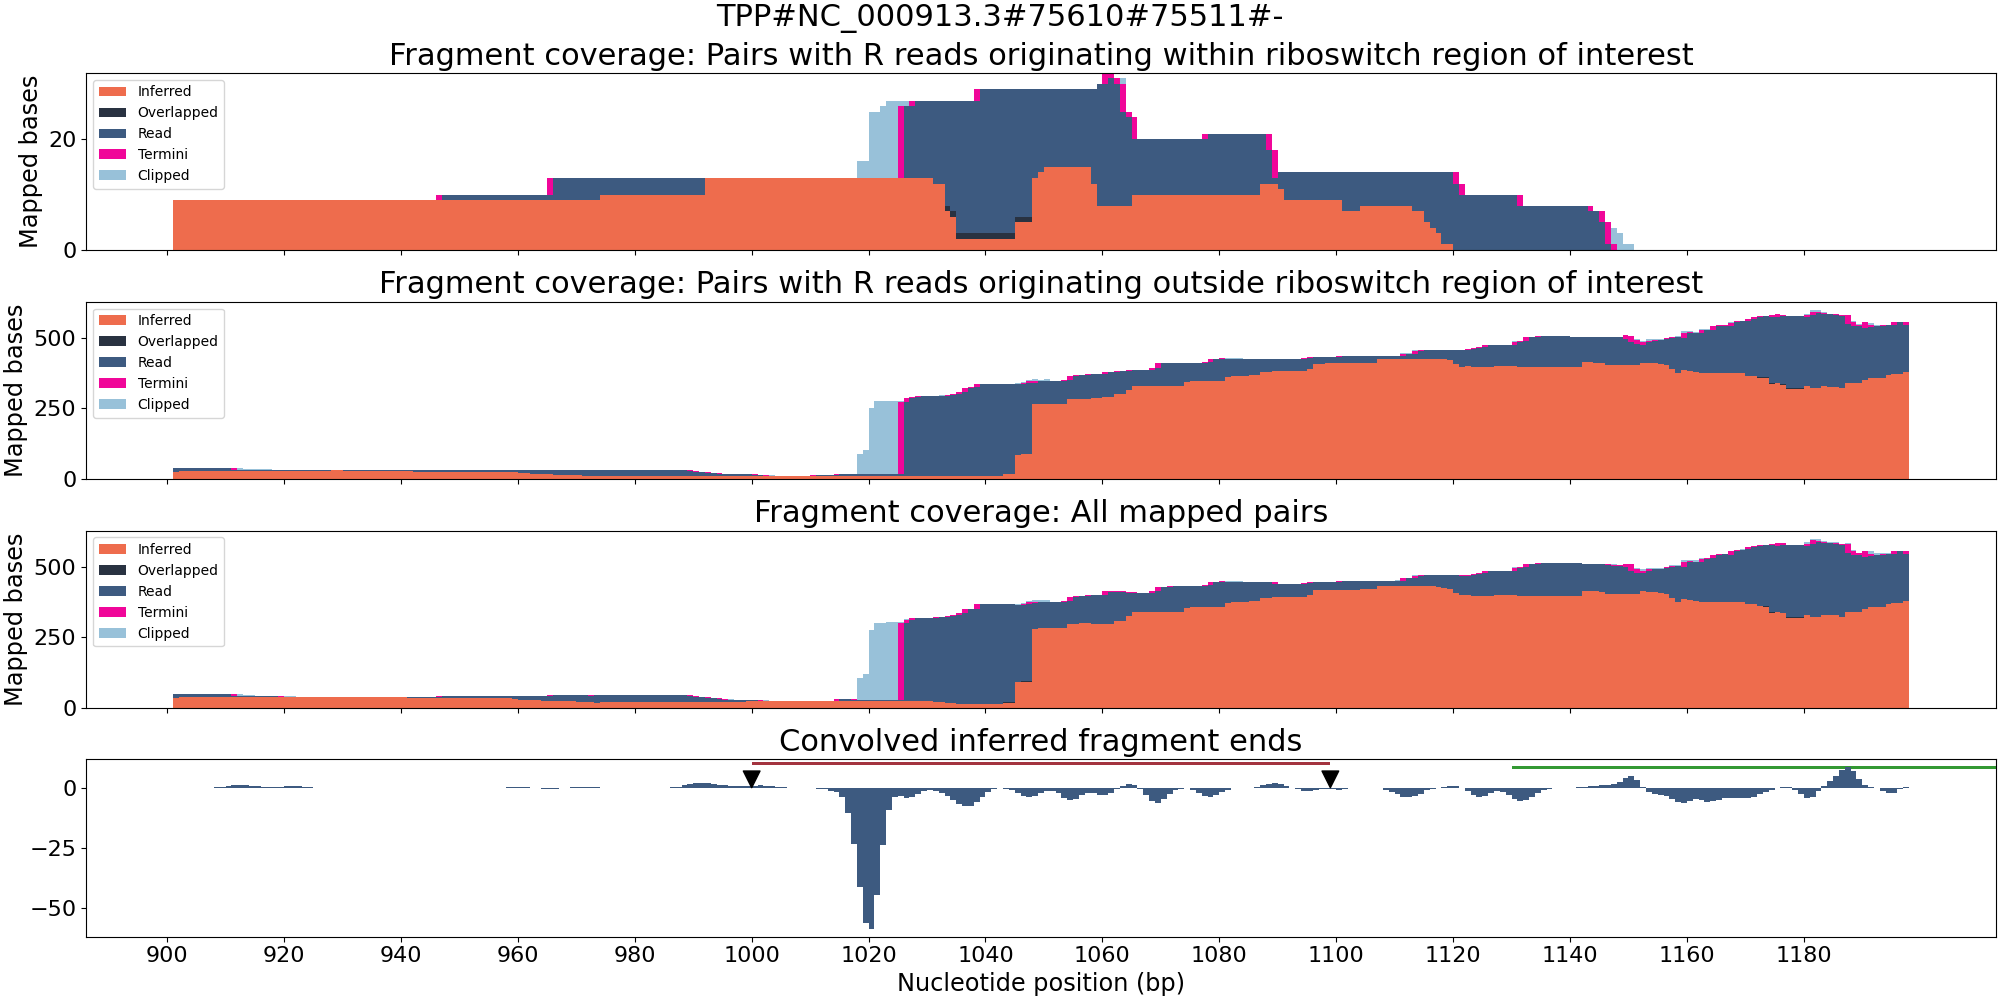 TPP#NC_000913.3#75610#75511#-
Fragment coverage: Pairs with R reads originating within riboswitch region of interest
Mapped bases
20
0
Inferred
Overlapped
Read
Termini
Clipped
Fragment coverage: Pairs with R reads originating outside riboswitch region of interest
Mapped bases
500
250
0
Inferred
Overlapped
Read
Termini
Clipped
Fragment coverage: All mapped pairs
Mapped bases
500
250
0
Inferred
Overlapped
Read
Termini
Clipped
Convolved inferred fragment ends
0
−25
−50
900 920 940 960 980 1000 1020 1040 1060 1080 1100 1120 1140 1160 1180
Nucleotide position (bp)